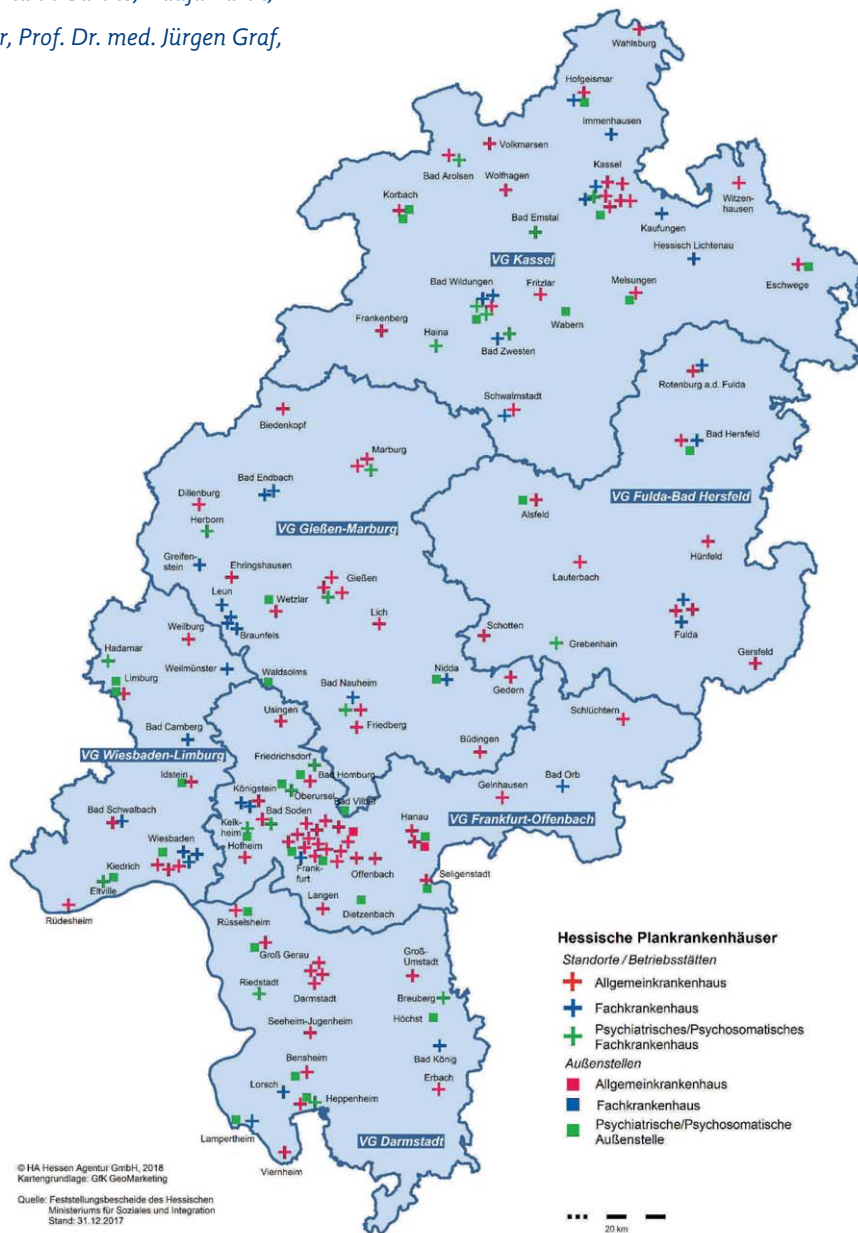 r, Prof. Dr. med. Jürgen Graf,
Wahlsburg
Hofgeismar
Immenhausen
Volkmarsen
Bad Arolsen
Wolfhagen
Kassel
Witzen-
hausen
Korbach
Bad Emstal
Kaufungen
VG Kassel
Hessisch Lichtenau
Eschwege
Bad Wildungen
Fritzlar
Melsungen
Wabern
Frankenberg
Haina
Bad Zwesten
Rotenburg a.d. Fulda
Schwalmstadt
Biedenkopf
Bad Hersfeld
Marburg
Bad Endbach
VG Fulda-Bad Hersfeld
Dillenburg
Alsfeld
Herborn
VG Gießen-Marburg
Hünfeld
Greifen-
stein
Ehringshausen
Lauterbach
Gießen
Leun
Wetzlar
Lich
Fulda
Braunfels
Schotten
Weilburg
Grebenhain
Gersfeld
Hadamar
Weilmünster
Waldsolms
Limburg
Nidda
Bad Nauheim
Gedern
Usingen
Friedberg
Schlüchtern
Bad Camberg
Büdingen
VG Wiesbaden-Limburg
Friedrichsdorf
Idstein
Bad Homburg
Bad Orb
Königstein
Oberursel
Gelnhausen
Bad Vilbel
Bad Schwalbach
Bad Soden
Hanau
VG Frankfurt-Offenbach
Kelk-
heim
Wiesbaden
Hofheim
Kiedrich
Frank-
furt
Offenbach
Eltville
Seligenstadt
Langen
Dietzenbach
Rüdesheim
Rüsselsheim
Groß Gerau
Groß-
Umstadt
Riedstadt
Darmstadt
Breuberg
Höchst
Seeheim-Jugenheim
Bensheim
Bad König
Lorsch
Erbach
Heppenheim
Lampertheim
VG Darmstadt
Viernheim
Hessische Plankrankenhäuser
Standorte / Betriebsstätten
Allgemeinkrankenhaus
Fachkrankenhaus
Psychiatrisches/Psychosomatisches
Fachkrankenhaus
Außenstellen
Allgemeinkrankenhaus
Fachkrankenhaus
Psychiatrische/Psychosomatische
Außenstelle
© HA Hessen Agentur GmbH, 2018
Kartengrundlage: GfK GeoMarketing
Quelle: Feststellungsbescheide des Hessischen
Ministeriums für Soziales und Integration
Stand: 31.12.2017
20 km